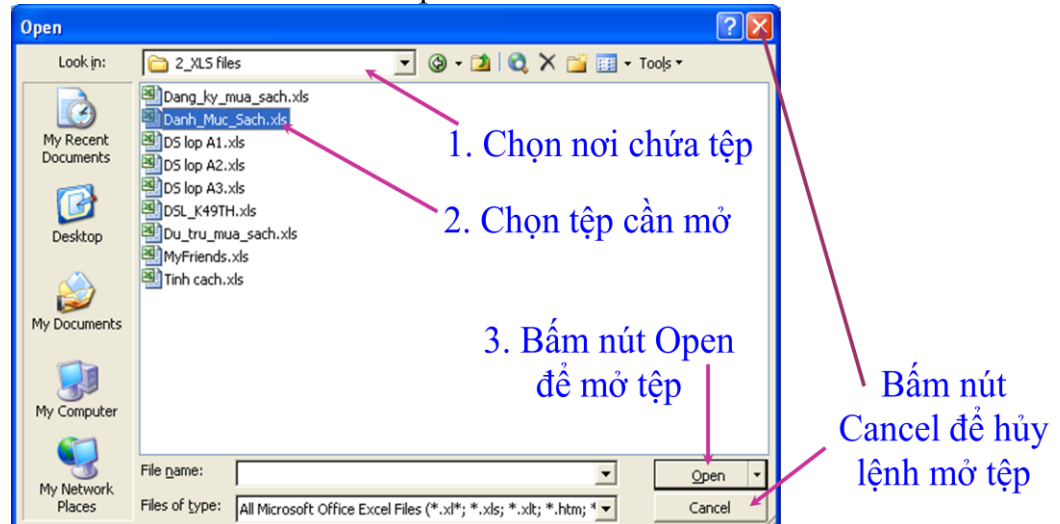 Open
Look in:
2_XLS files
Tools
My Recent
Documents
Desktop
My Documents
My Computer
My Network
Places
Dang_ky_mua_sach.xls
Danh_Muc_Sach.xls
DS lop A1.xls
DS lop A2.xls
DS lop A3.xls
DSL_K49TH.xls
Du_tru_mua_sach.xls
MyFriends.xls
Tinh cach.xls
1. Chọn nơi chứa tệp
2. Chọn tệp cần mở
3. Bấm nút Open
để mở tệp
Bấm nút
Cancel để hủy
lệnh mở tệp
File name:
Open
Files of type:
All Microsoft Office Excel Files (*.xl*; *.xls; *.xlt; *.htm; *
Cancel